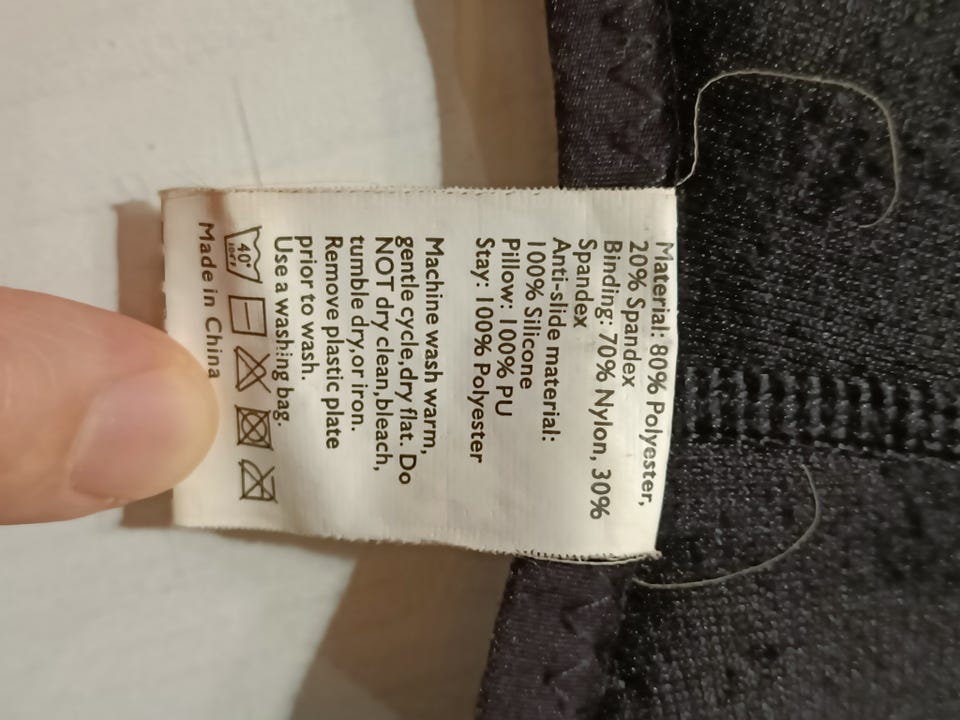 Material: 80% Polyester,
20% Spandex
Binding: 70% Nylon, 30%
Spandex
Anti-slide material:
100% Silicone
Pillow: 100% PU
Stay: 100% Polyester
Machine wash warm,
gentle cycle,dry flat. Do
NOT dry clean,bleach,
tumble dry,or iron.
Remove plastic plate
prior to wash.
Use a washing bag.
40°
104°F
Made in China